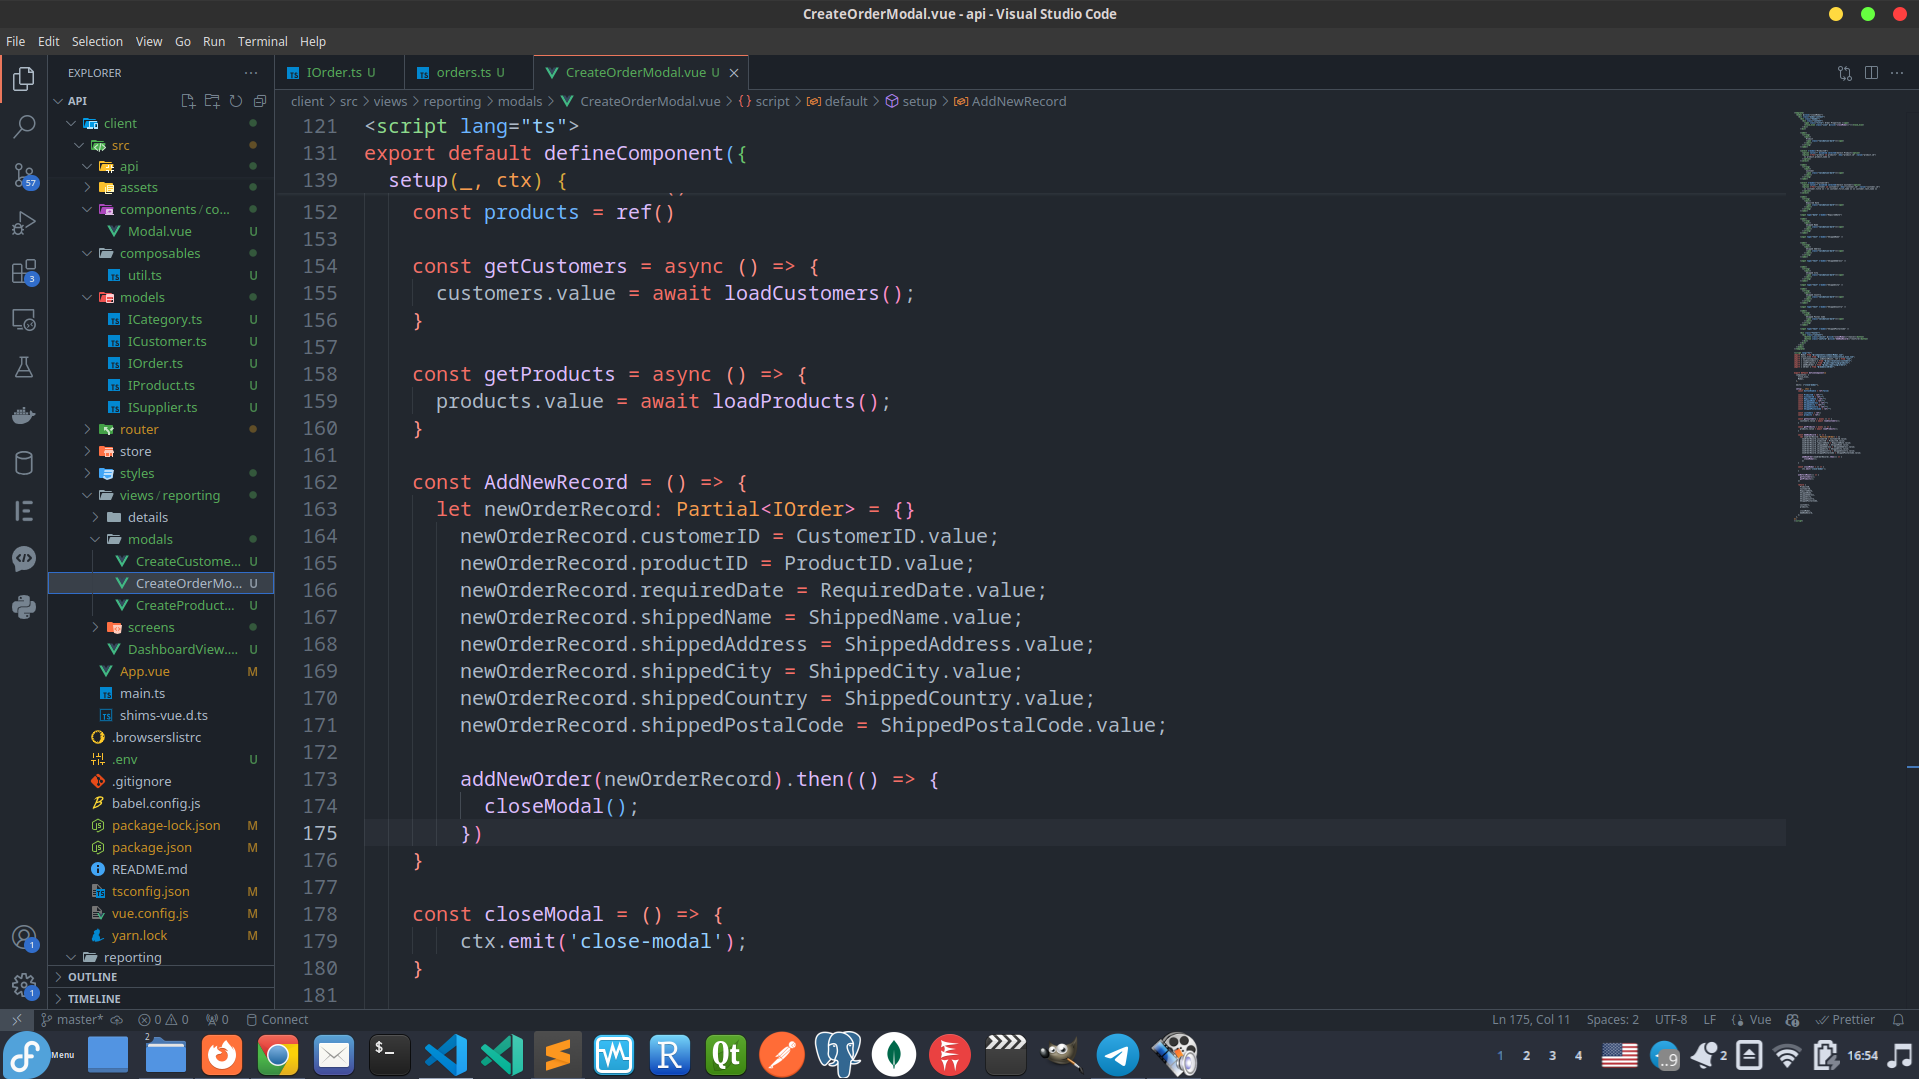 CreateOrderModal.vue - api - Visual Studio Code
File Edit Selection View Go Run Terminal Help
EXPLORER
IOrder.ts U
orders.ts U
CreateOrderModal.vue U
client > src > views > reporting > modals > CreateOrderModal.vue > {} script > default > setup > AddNewRecord
API
client
src
api
assets
components / co...
Modal.vue U
composables
util.ts U
models
ICategory.ts U
ICustomer.ts U
IOrder.ts U
IProduct.ts U
ISupplier.ts U
router
store
styles
views / reporting
details
modals
CreateCustome... U
CreateOrderMo... U
CreateProduct... U
screens
DashboardView.... U
App.vue M
main.ts
shims-vue.d.ts
.browserslistrc
.env U
.gitignore
babel.config.js
package-lock.json M
package.json M
README.md
tsconfig.json M
vue.config.js M
yarn.lock M
reporting
OUTLINE
TIMELINE
57
3
1
1
121 <script lang="ts">
131 export default defineComponent({
139 setup(_, ctx) {
152 const products = ref()
153
154 const getCustomers = async () => {
155 customers.value = await loadCustomers();
156 }
157
158 const getProducts = async () => {
159 products.value = await loadProducts();
160 }
161
162 const AddNewRecord = () => {
163 let newOrderRecord: Partial<IOrder> = {}
164 newOrderRecord.customerID = CustomerID.value;
165 newOrderRecord.productID = ProductID.value;
166 newOrderRecord.requiredDate = RequiredDate.value;
167 newOrderRecord.shippedName = ShippedName.value;
168 newOrderRecord.shippedAddress = ShippedAddress.value;
169 newOrderRecord.shippedCity = ShippedCity.value;
170 newOrderRecord.shippedCountry = ShippedCountry.value;
171 newOrderRecord.shippedPostalCode = ShippedPostalCode.value;
172
173 addNewOrder(newOrderRecord).then(() => {
174 closeModal();
175 })
176 }
177
178 const closeModal = () => {
179 ctx.emit('close-modal');
180 }
181
master* 0 0 0 Connect
Ln 175, Col 11 Spaces: 2 UTF-8 LF Vue Prettier
Menu
2
$_
R
Qt
1 2 3 4
..9
2
16:54